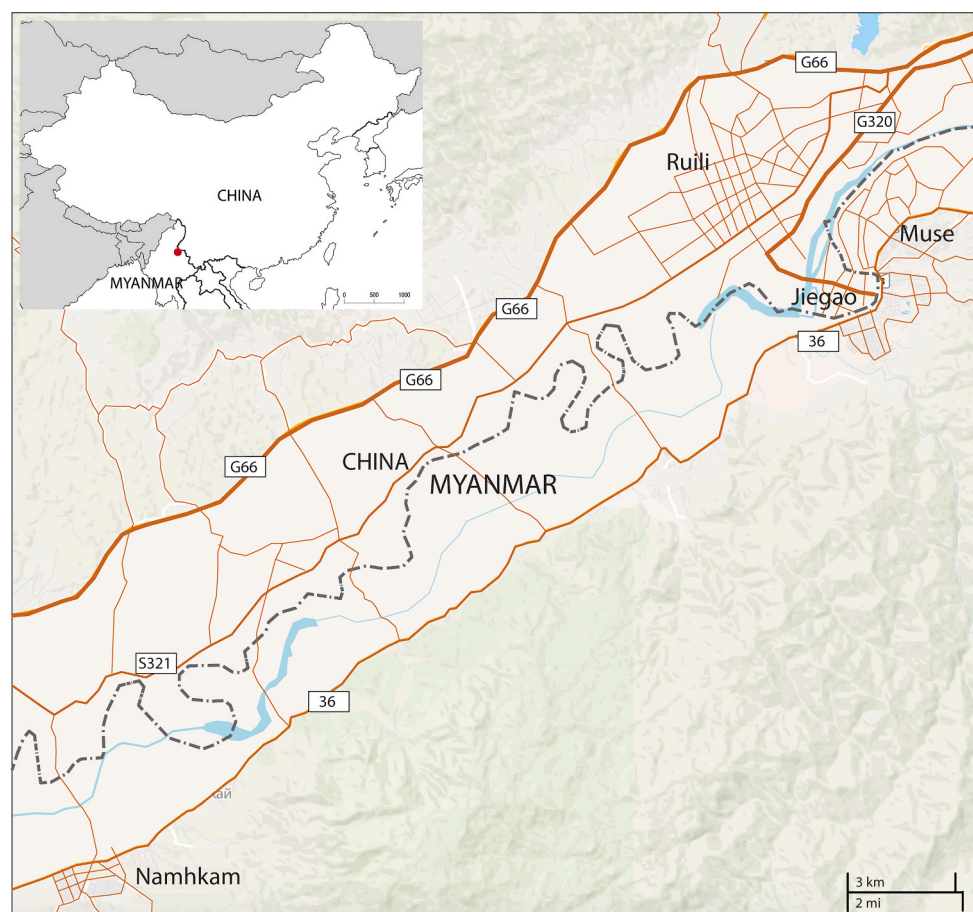 CHINA
MYANMAR
0
500
1000
G66
G320
Ruili
Muse
Jiegao
G66
36
G66
CHINA
G66
MYANMAR
S321
36
Namhkam
3 km
2 mi